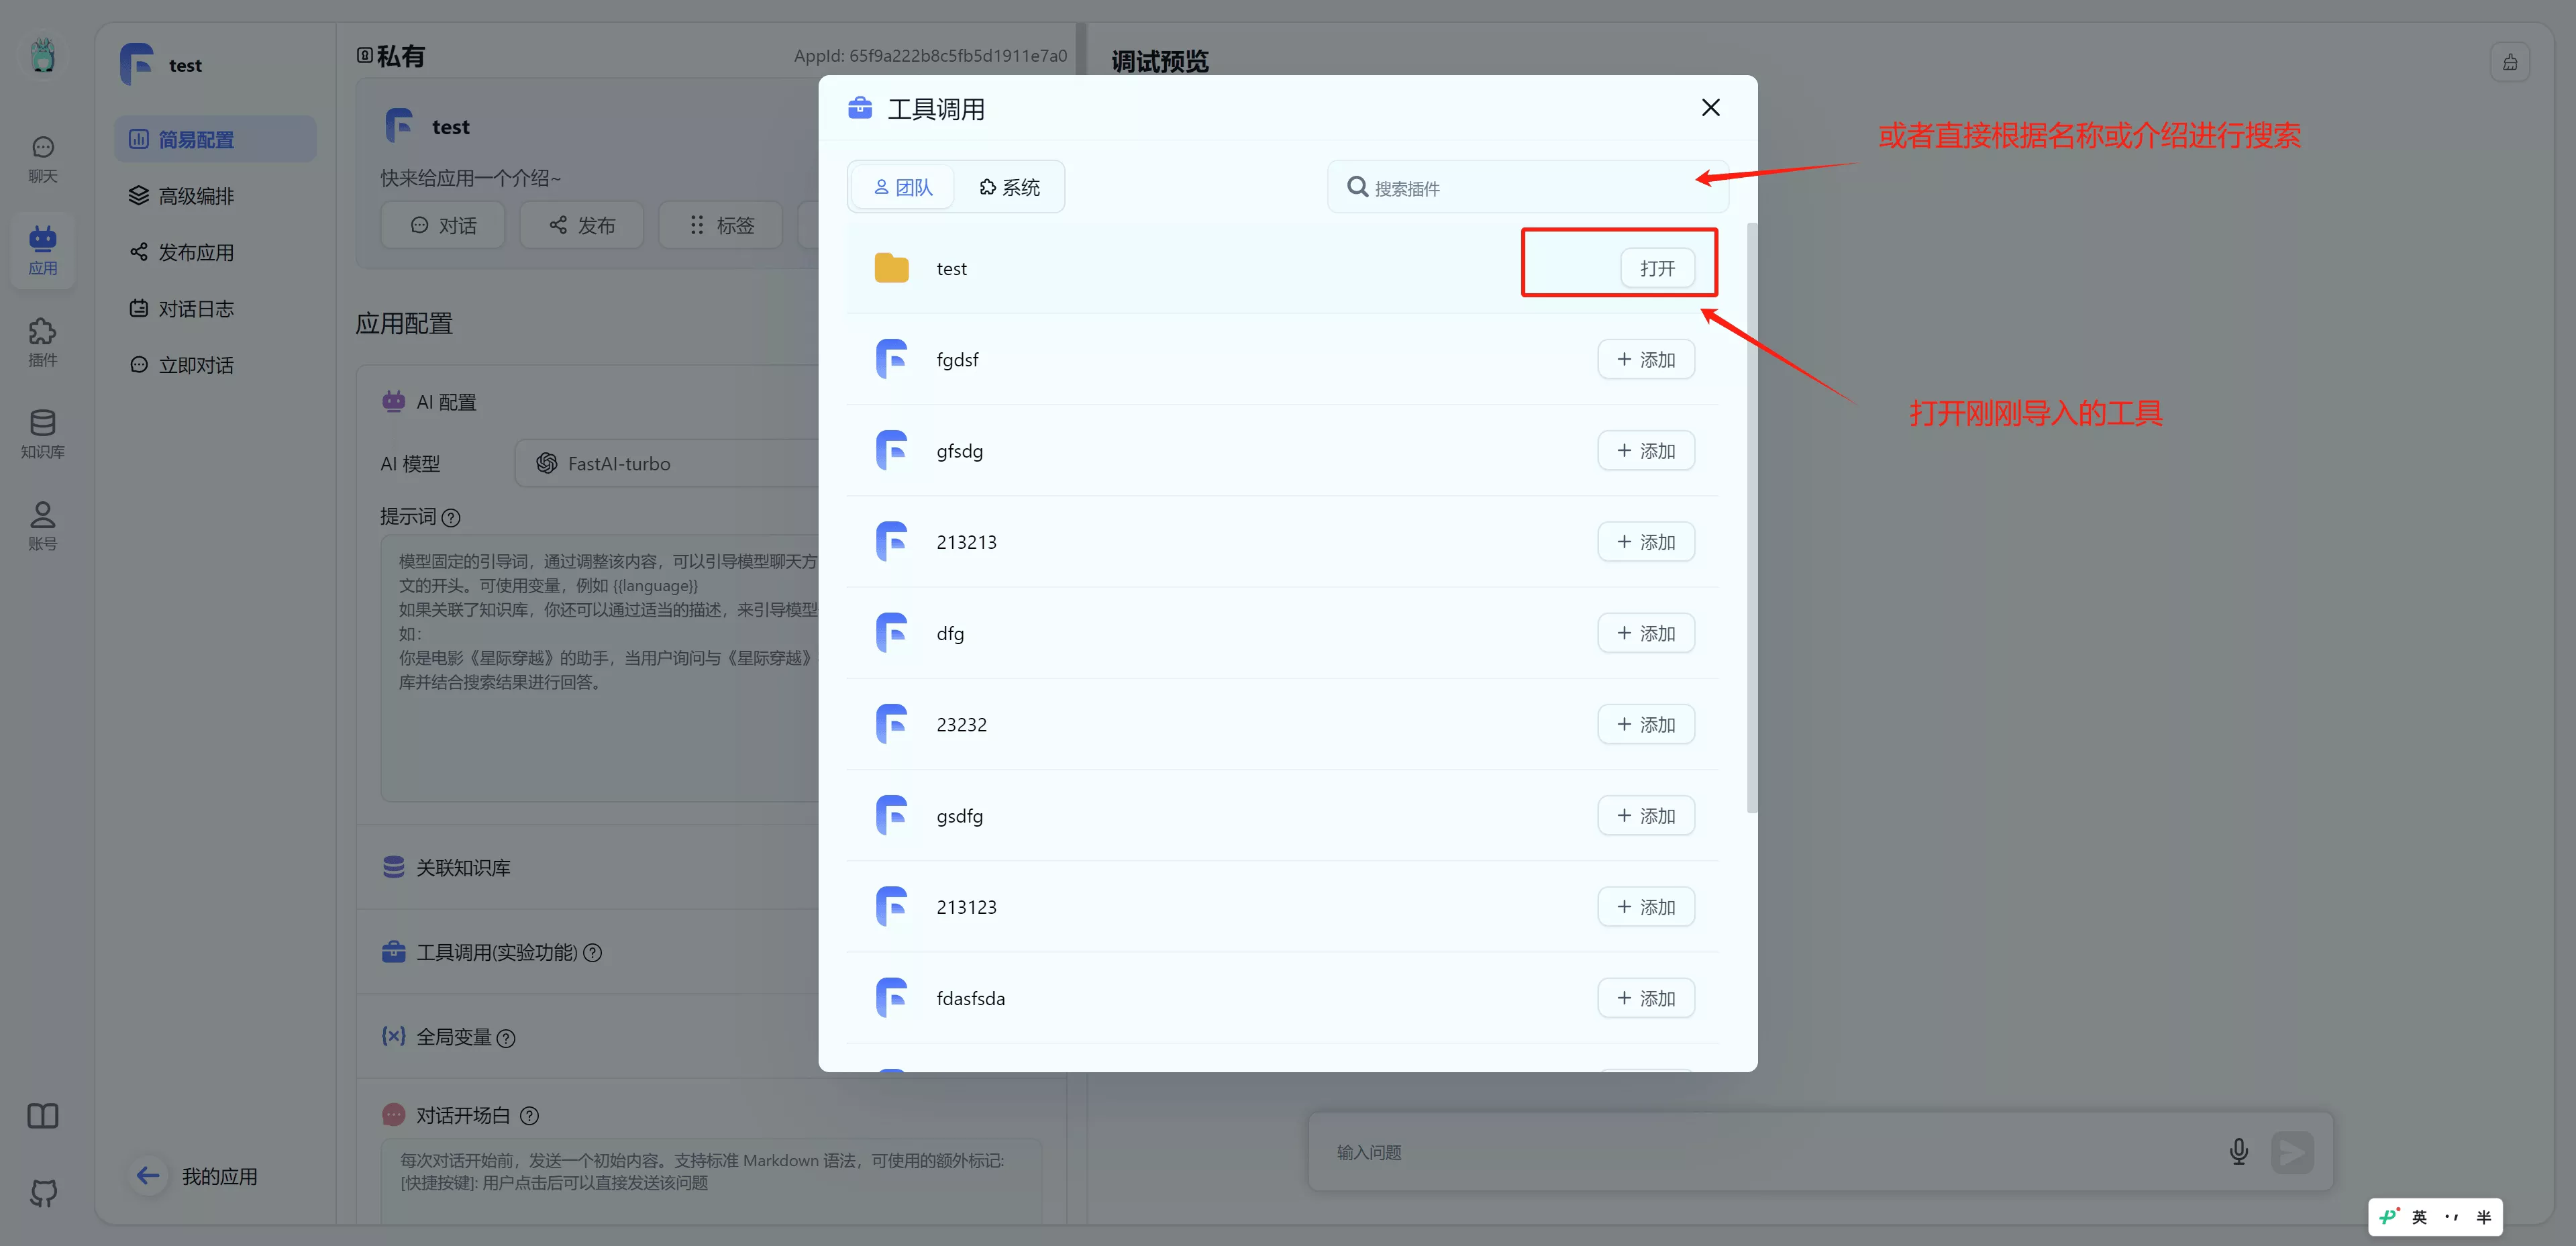 聊天
应用
插件
知识库
账号
test
简易配置
高级编排
发布应用
对话日志
立即对话
我的应用
私有
AppId: 65f9a222b8c5fb5d1911e7a0
test
快来给应用一个介绍~
对话
发布
标签
应用配置
AI 配置
AI 模型
FastAI-turbo
提示词
模型固定的引导词，通过调整该内容，可以引导模型聊天方
文的开头。可使用变量，例如 {{language}}
如果关联了知识库，你还可以通过适当的描述，来引导模型
如：
你是电影《星际穿越》的助手，当用户询问与《星际穿越》
库并结合搜索结果进行回答。
关联知识库
工具调用(实验功能)
全局变量
对话开场白
每次对话开始前，发送一个初始内容。支持标准 Markdown 语法，可使用的额外标记:
[快捷按键]: 用户点击后可以直接发送该问题
调试预览
工具调用
团队
系统
搜索插件
test
打开
fgdsf
添加
gfsdg
添加
213213
添加
dfg
添加
23232
添加
gsdfg
添加
213123
添加
fdasfsda
添加
或者直接根据名称或介绍进行搜索
打开刚刚导入的工具
输入问题
英
半